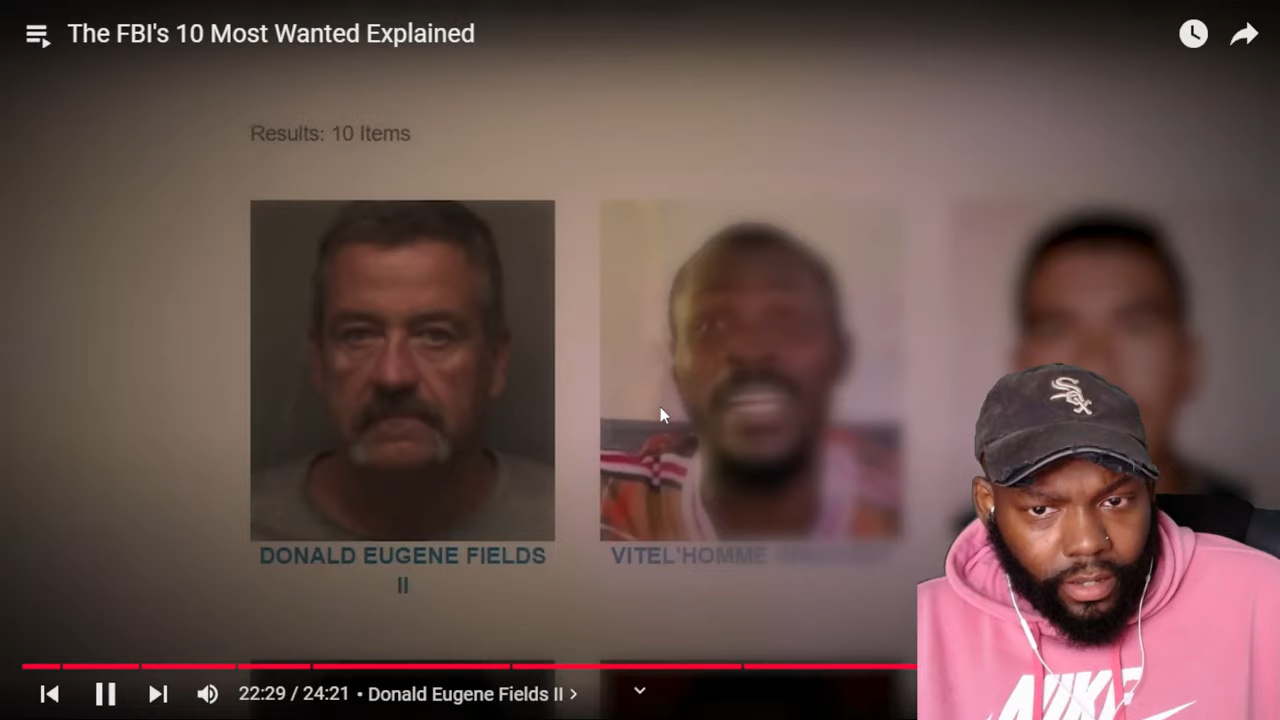 The FBI's 10 Most Wanted Explained
Results: 10 Items
DONALD EUGENE FIELDS
II
VITEL'HOMME
Sox
22:29 / 24:21 • Donald Eugene Fields II >
NIKE